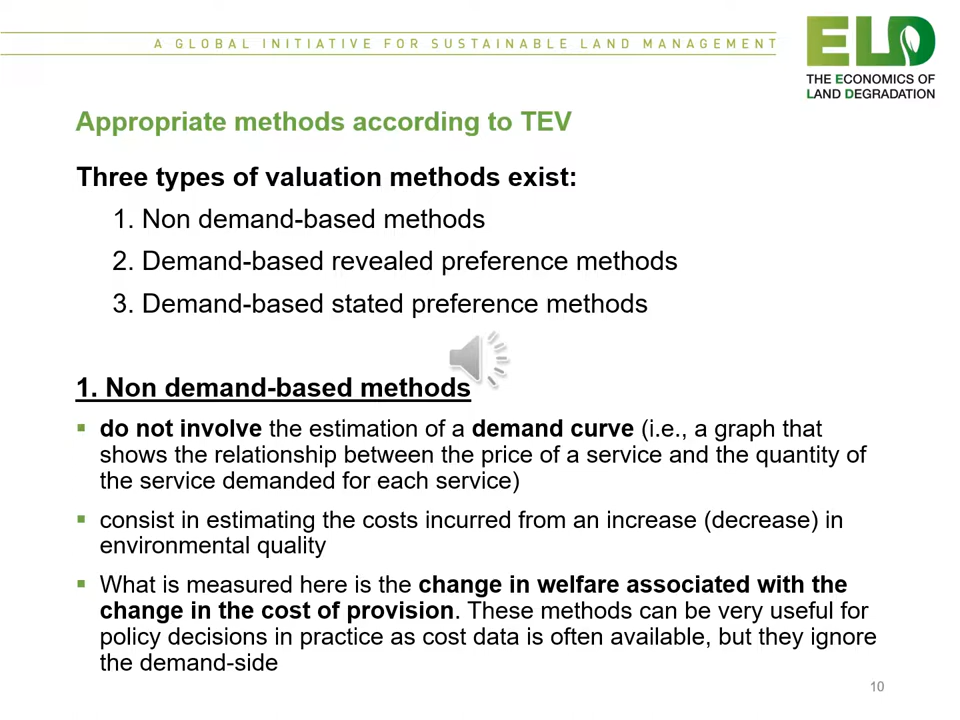 A GLOBAL INITIATIVE FOR SUSTAINABLE LAND MANAGEMENT
ELD
THE ECONOMICS OF
LAND DEGRADATION
Appropriate methods according to TEV
Three types of valuation methods exist:
1. Non demand-based methods
2. Demand-based revealed preference methods
3. Demand-based stated preference methods
1. Non demand-based methods
▪ do not involve the estimation of a demand curve (i.e., a graph that
shows the relationship between the price of a service and the quantity of
the service demanded for each service)
▪ consist in estimating the costs incurred from an increase (decrease) in
environmental quality
▪ What is measured here is the change in welfare associated with the
change in the cost of provision. These methods can be very useful for
policy decisions in practice as cost data is often available, but they ignore
the demand-side
10